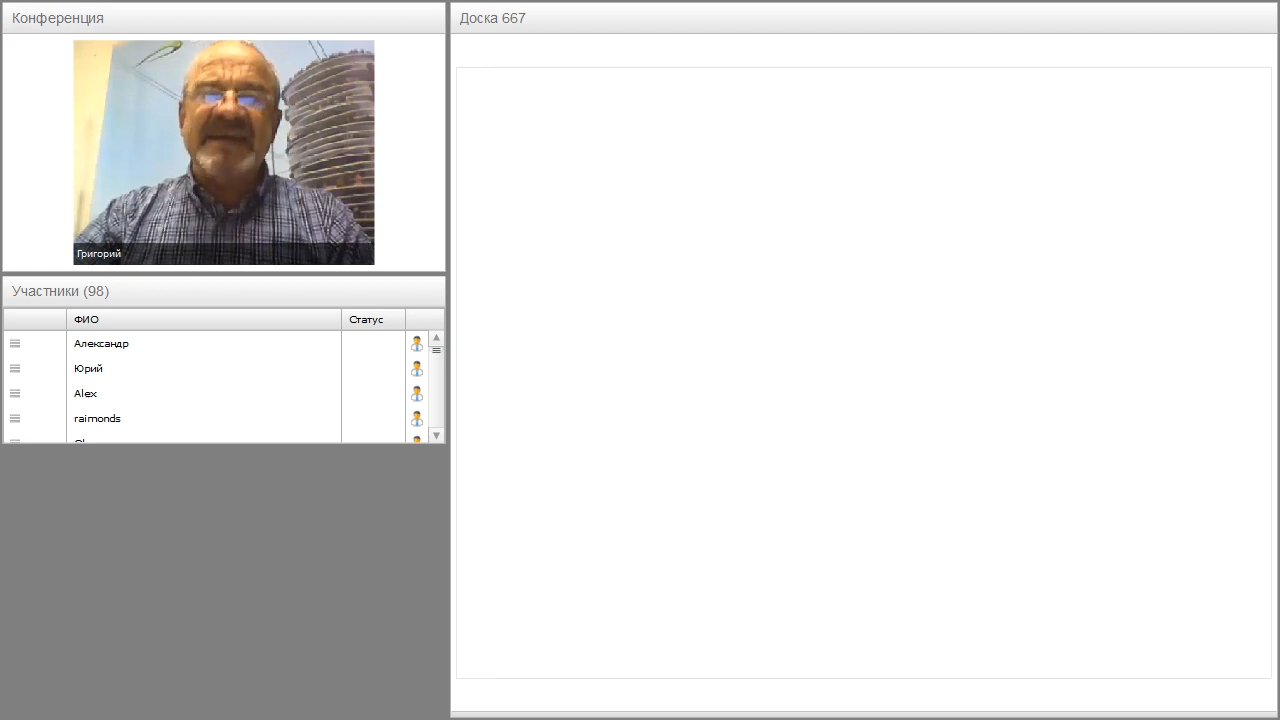 Конференция
Григорий
Участники (98)
ФИО Статус
Александр
Юрий
Alex
raimonds
Доска 667